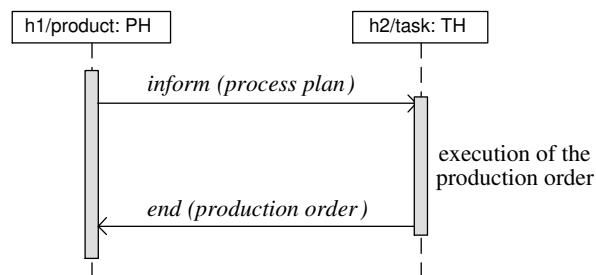 h1/product: PH
h2/task: TH
inform (process plan)
execution of the
production order
end (production order)